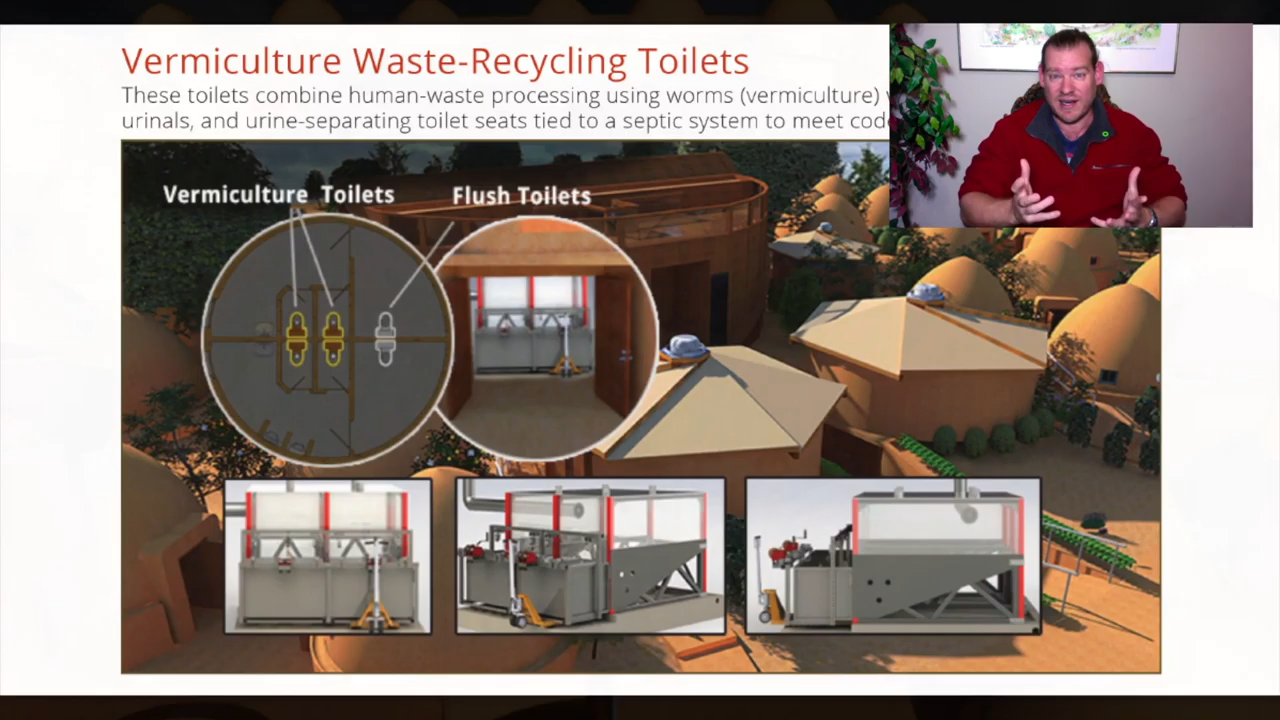 Vermiculture Waste-Recycling Toilets
These toilets combine human-waste processing using worms (vermiculture)
urinals, and urine-separating toilet seats tied to a septic system to meet
Vermiculture Toilets
Flush Toilets